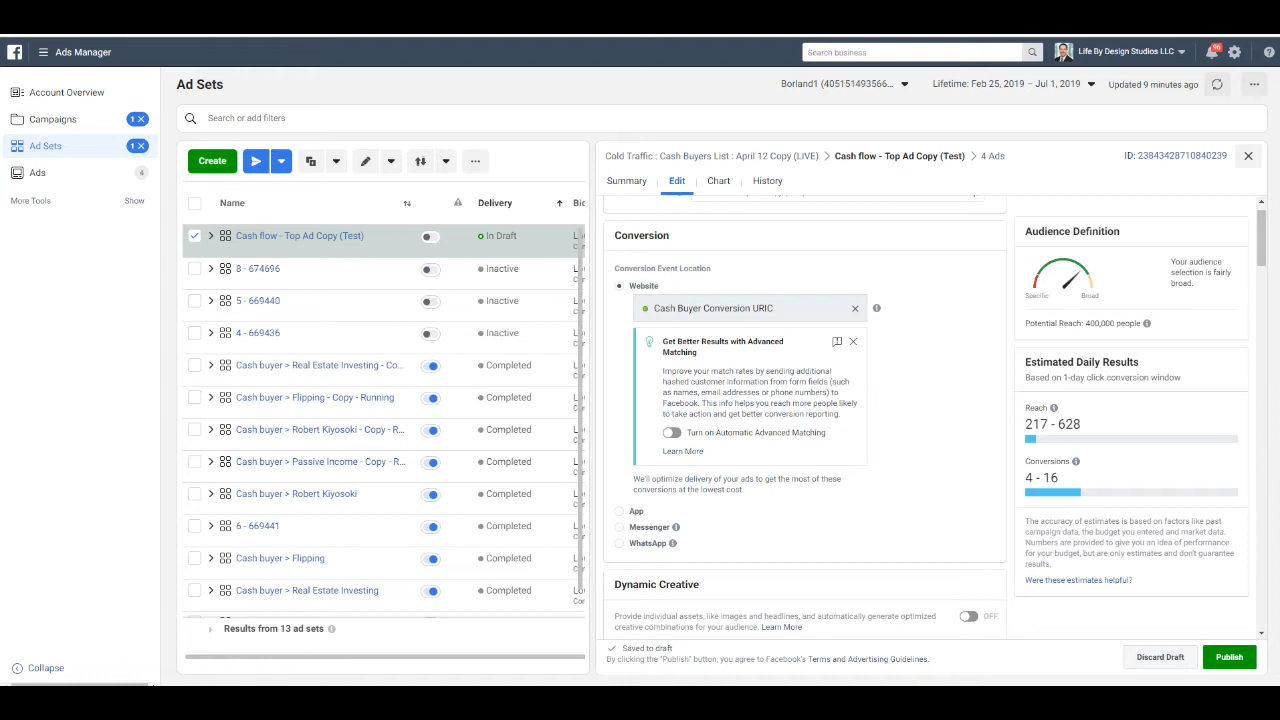 Ads Manager
Search business
Life By Design Studios LLC
96
Account Overview
Campaigns
1
Ad Sets
1
Ads
4
More Tools
Show
Collapse
Ad Sets
Borland1 (405151493566...
Lifetime: Feb 25, 2019 – Jul 1, 2019
Updated 9 minutes ago
Search or add filters
Create
Name
Delivery
Bid
Cash flow - Top Ad Copy (Test)
In Draft
8 - 674696
Inactive
5 - 669440
Inactive
4 - 669436
Inactive
Cash buyer > Real Estate Investing - Co...
Completed
Cash buyer > Flipping - Copy - Running
Completed
Cash buyer > Robert Kiyosoki - Copy - R...
Completed
Cash buyer > Passive Income - Copy - R...
Completed
Cash buyer > Robert Kiyosoki
Completed
6 - 669441
Completed
Cash buyer > Flipping
Completed
Cash buyer > Real Estate Investing
Completed
Results from 13 ad sets
Cold Traffic : Cash Buyers List : April 12 Copy (LIVE)
Cash flow - Top Ad Copy (Test)
4 Ads
ID: 23843428710840239
Summary
Edit
Chart
History
Conversion
Conversion Event Location
Website
Cash Buyer Conversion URIC
Get Better Results with Advanced
Matching
Improve your match rates by sending additional
hashed customer information from form fields (such
as names, email addresses or phone numbers) to
Facebook. This info helps you reach more people likely
to take action and get better conversion reporting.
Turn on Automatic Advanced Matching
Learn More
We'll optimize delivery of your ads to get the most of these
conversions at the lowest cost.
App
Messenger
WhatsApp
Dynamic Creative
Provide individual assets, like images and headlines, and automatically generate optimized
creative combinations for your audience. Learn More
OFF
Audience Definition
Your audience
selection is fairly
broad.
Specific
Broad
Potential Reach: 400,000 people
Estimated Daily Results
Based on 1-day click conversion window
Reach
217 - 628
Conversions
4 - 16
The accuracy of estimates is based on factors like past
campaign data, the budget you entered and market data.
Numbers are provided to give you an idea of performance
for your budget, but are only estimates and don't guarantee
results.
Were these estimates helpful?
Saved to draft
By clicking the "Publish" button, you agree to Facebook's Terms and Advertising Guidelines.
Discard Draft
Publish